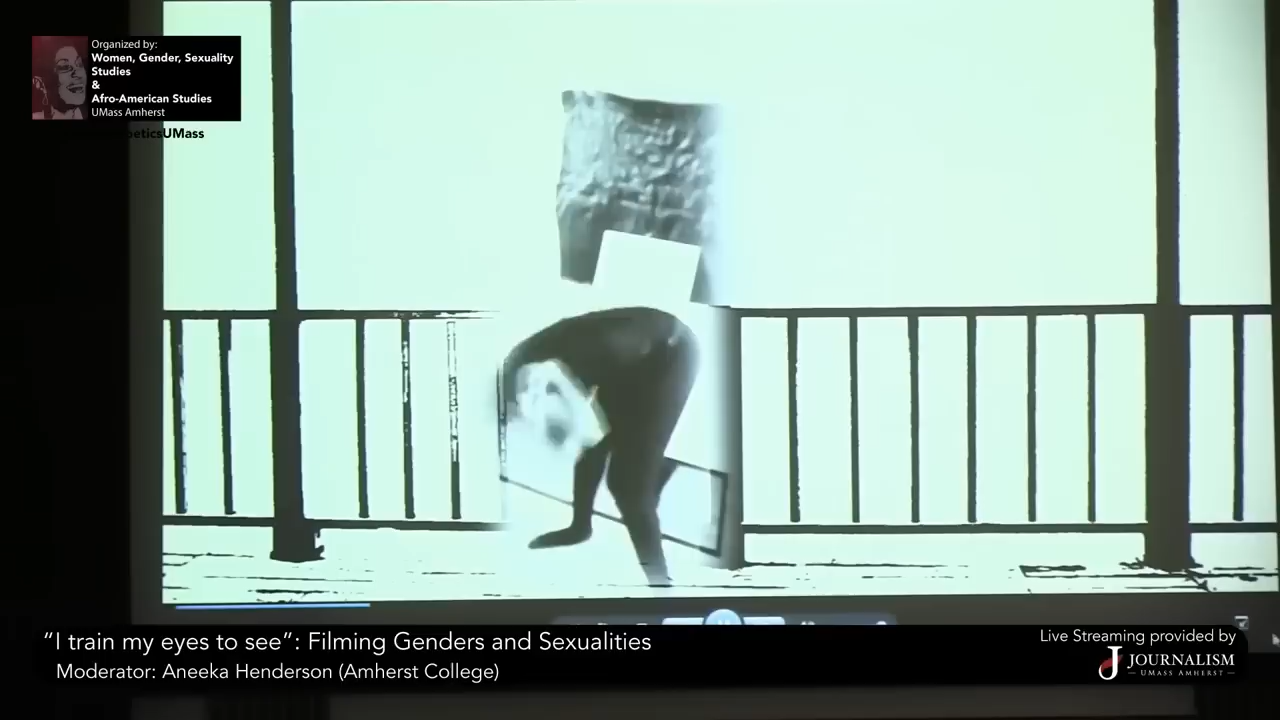 Organized by:
Women, Gender, Sexuality
Studies
&
Afro-American Studies
UMass Amherst
“I train my eyes to see”: Filming Genders and Sexualities
Moderator: Aneeka Henderson (Amherst College)
Live Streaming provided by
JOURNALISM
UMASS AMHERST